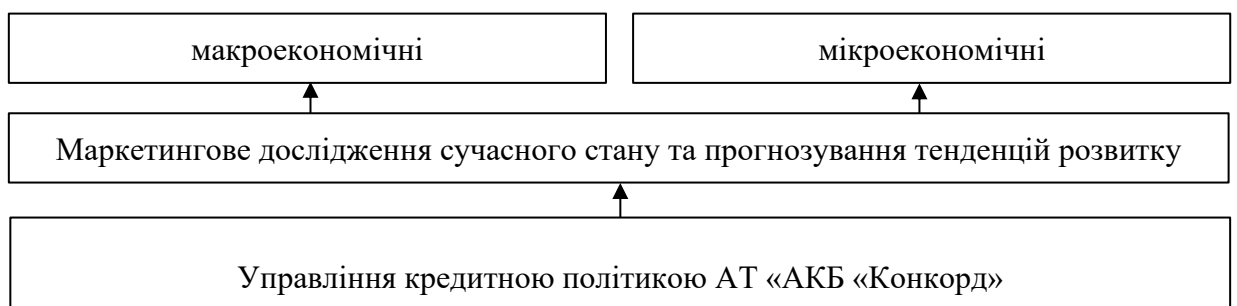 макроекономічні
мікроекономічні
Маркетингове дослідження сучасного стану та прогнозування тенденцій розвитку
Управління кредитною політикою АТ «АКБ «Конкорд»